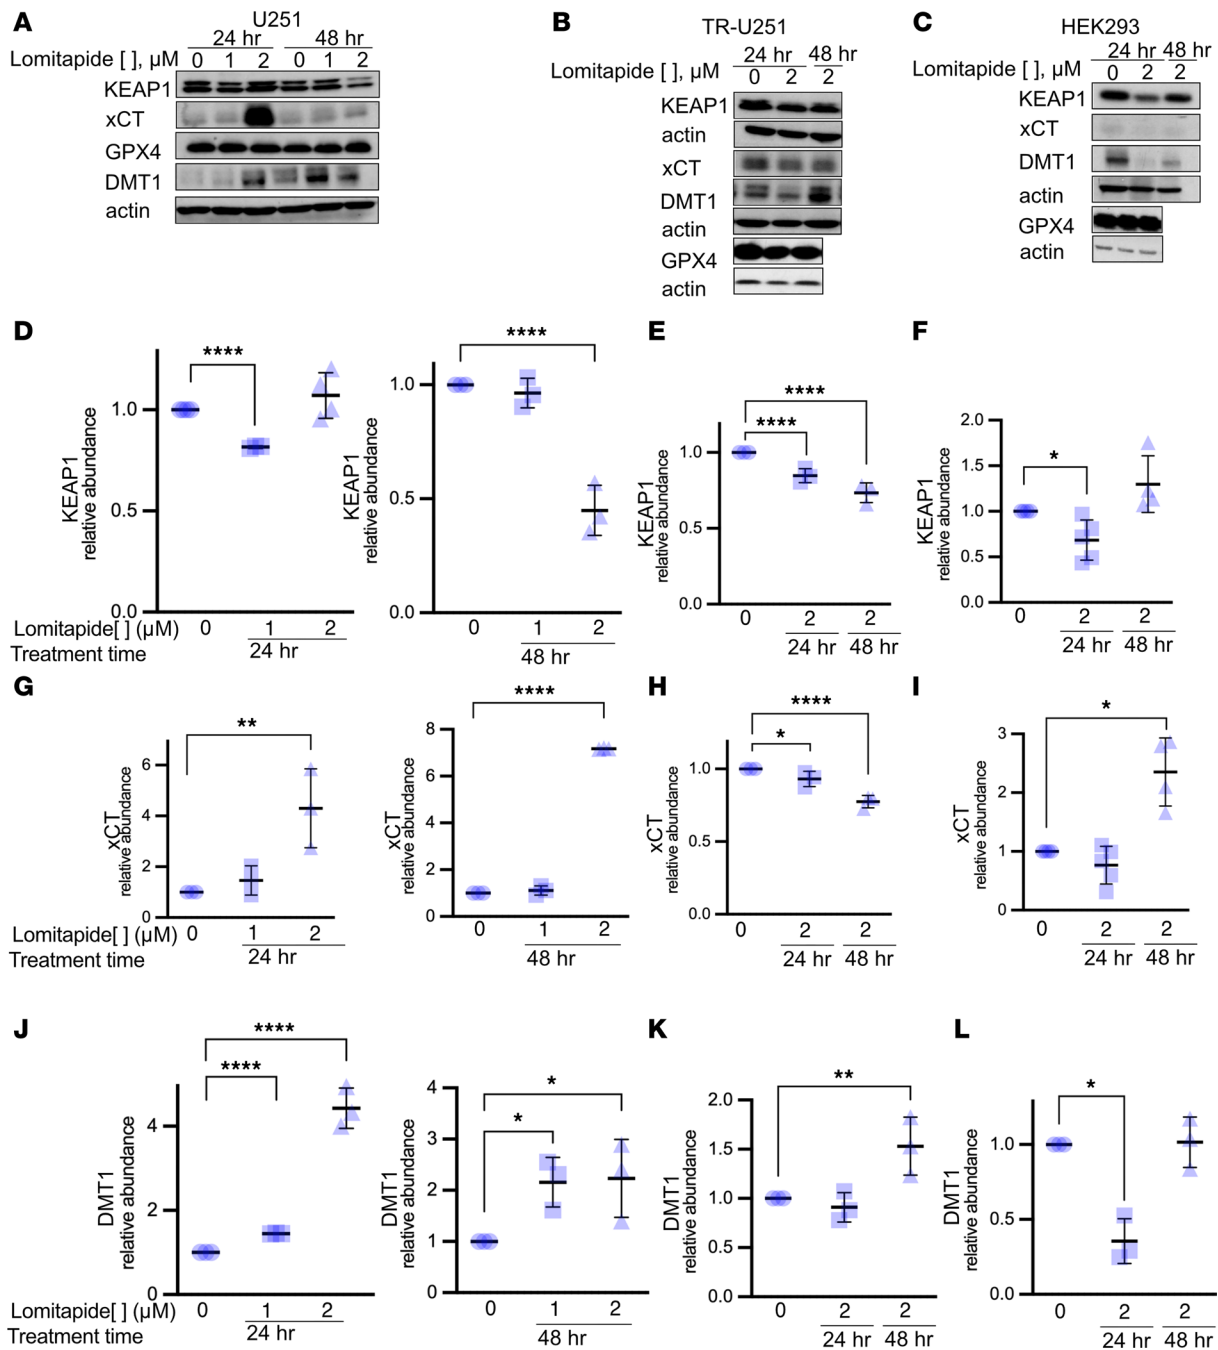 A
U251
24 hr 48 hr
Lomitapide [ ], µM 0 1 2 0 1 2
KEAP1
xCT
GPX4
DMT1
actin
B
TR-U251
24 hr 48 hr
Lomitapide [ ], µM 0 2 2
KEAP1
actin
xCT
DMT1
actin
GPX4
actin
C
HEK293
24 hr 48 hr
Lomitapide [ ], µM 0 2 2
KEAP1
xCT
DMT1
actin
GPX4
actin
D
****
KEAP1
relative abundance
1.0
0.5
0.0
Lomitapide[ ] (µM) 0 1 2
Treatment time 24 hr
****
KEAP1
relative abundance
1.0
0.5
0.0
0 1 2
48 hr
E
****
****
KEAP1
relative abundance
1.0
0.5
0.0
0 2 2
24 hr 48 hr
F
*
KEAP1
relative abundance
2.0
1.5
1.0
0.5
0.0
0 2 2
24 hr 48 hr
G
**
xCT
relative abundance
6
4
2
0
Lomitapide[ ] (µM) 0 1 2
Treatment time 24 hr
****
xCT
relative abundance
8
6
4
2
0
0 1 2
48 hr
H
****
*
xCT
relative abundance
1.0
0.5
0.0
0 2 2
24 hr 48 hr
I
*
xCT
relative abundance
3
2
1
0
0 2 2
24 hr 48 hr
J
****
****
DMT1
relative abundance
4
2
0
Lomitapide[ ] (µM) 0 1 2
Treatment time 24 hr
*
*
DMT1
relative abundance
4
3
2
1
0
0 1 2
48 hr
K
**
DMT1
relative abundance
2.0
1.5
1.0
0.5
0.0
0 2 2
24 hr 48 hr
L
*
DMT1
relative abundance
1.0
0.5
0.0
0 2 2
24 hr 48 hr